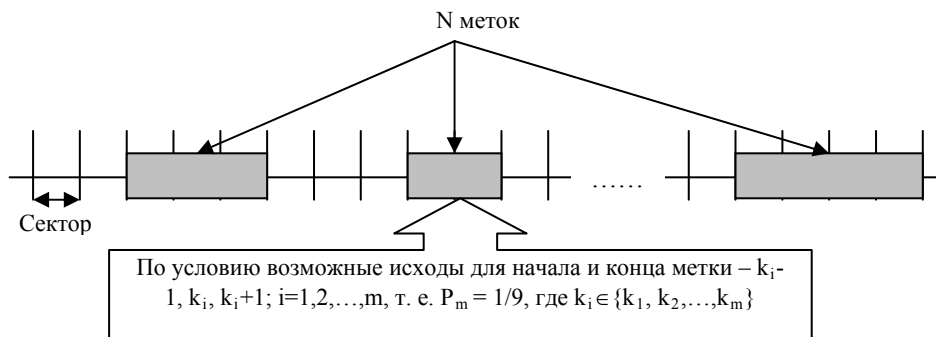 N меток
……
Сектор
По условию возможные исходы для начала и конца метки – kᵢ-
1, kᵢ, kᵢ+1; i=1,2,…,m, т. е. Pₘ = 1/9, где kᵢ∈{k₁, k₂,…,kₘ}